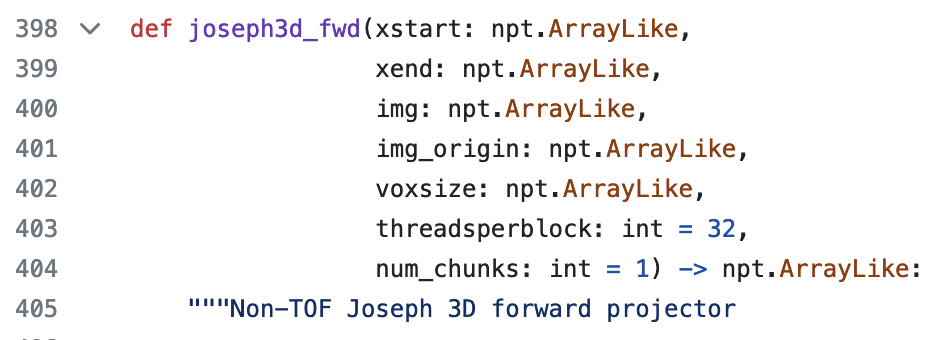 398 def joseph3d_fwd(xstart: npt.ArrayLike,
399 xend: npt.ArrayLike,
400 img: npt.ArrayLike,
401 img_origin: npt.ArrayLike,
402 voxsize: npt.ArrayLike,
403 threadsperblock: int = 32,
404 num_chunks: int = 1) -> npt.ArrayLike:
405 """Non-TOF Joseph 3D forward projector